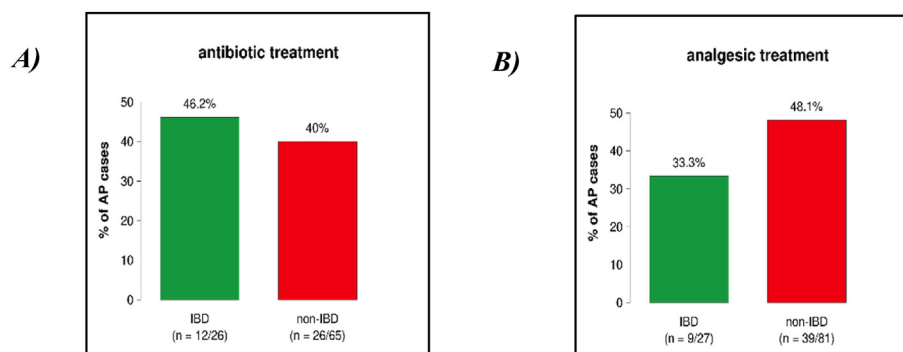 A)
antibiotic treatment
% of AP cases
50
40
30
20
10
0
46.2%
40%
IBD
(n = 12/26)
non-IBD
(n = 26/65)
B)
analgesic treatment
% of AP cases
50
40
30
20
10
0
33.3%
48.1%
IBD
(n = 9/27)
non-IBD
(n = 39/81)